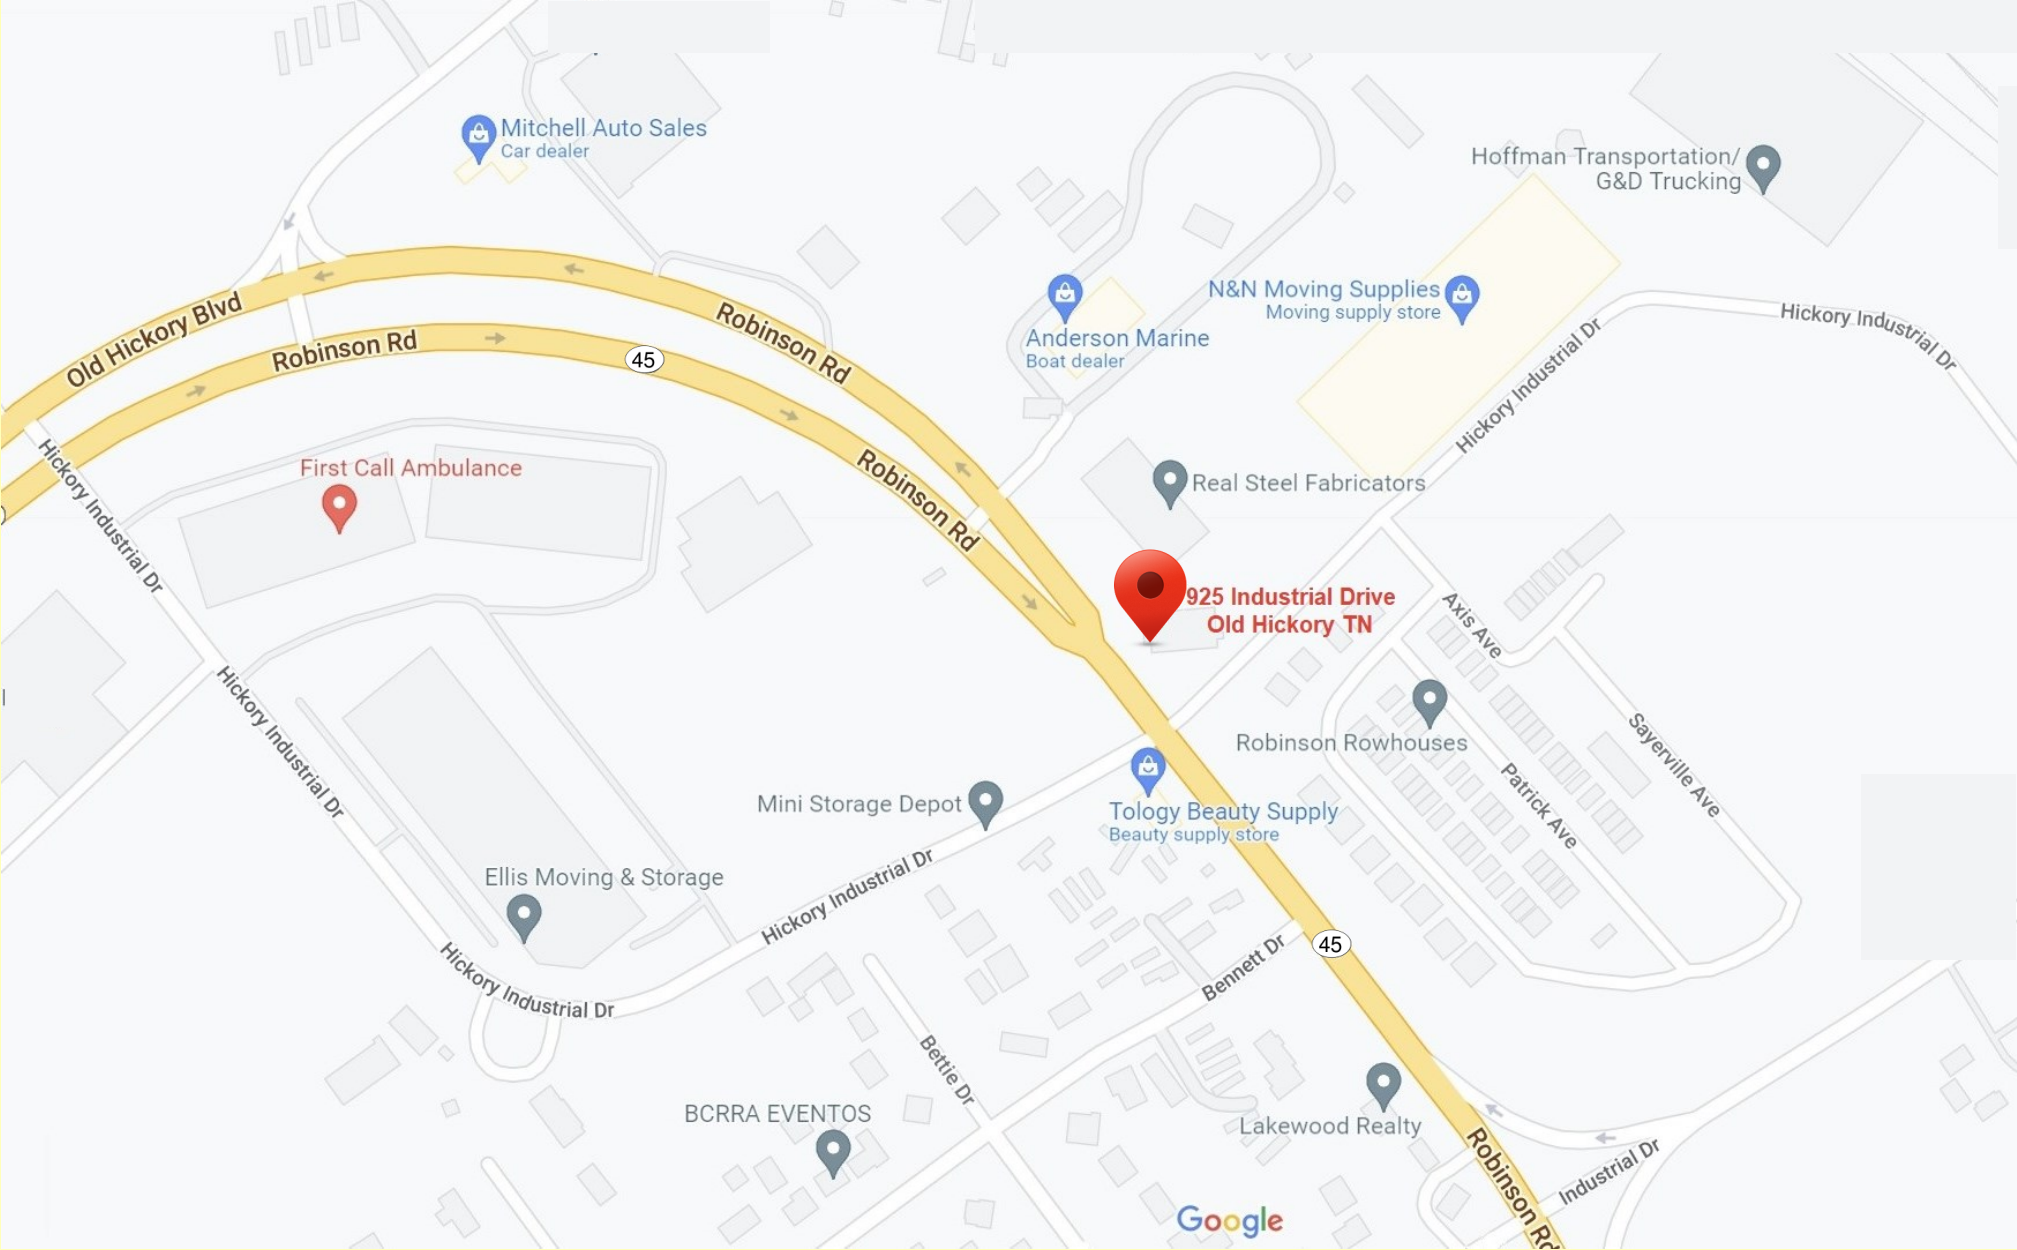 Mitchell Auto Sales
Car dealer
Hoffman Transportation/
G&D Trucking
Old Hickory Blvd
Robinson Rd
45
Robinson Rd
Anderson Marine
Boat dealer
N&N Moving Supplies
Moving supply store
Hickory Industrial Dr
Hickory Industrial Dr
Hickory Industrial Dr
First Call Ambulance
Robinson Rd
Real Steel Fabricators
925 Industrial Drive
Old Hickory TN
Axis Ave
Hickory Industrial Dr
Robinson Rowhouses
Patrick Ave
Sayerville Ave
Mini Storage Depot
Tology Beauty Supply
Beauty supply store
Ellis Moving & Storage
Hickory Industrial Dr
Hickory Industrial Dr
45
Bennett Dr
Bettie Dr
BCRRA EVENTOS
Lakewood Realty
Industrial Dr
Robinson Rd
Google